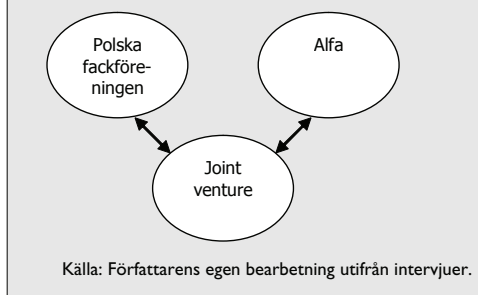 Polska
fackföre-
ningen
Alfa
Joint
venture
Källa: Författarens egen bearbetning utifrån intervjuer.